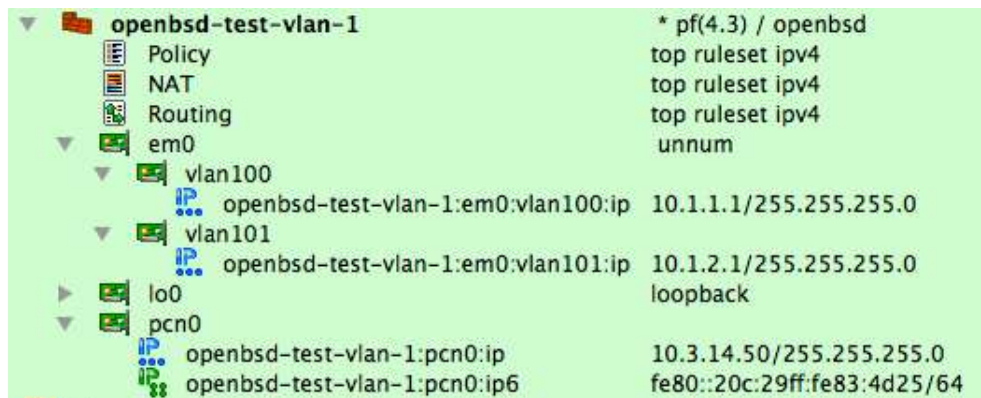 openbsd-test-vlan-1 * pf(4.3) / openbsd
Policy top ruleset ipv4
NAT top ruleset ipv4
Routing top ruleset ipv4
em0 unnum
vlan100
IP openbsd-test-vlan-1:em0:vlan100:ip 10.1.1.1/255.255.255.0
vlan101
IP openbsd-test-vlan-1:em0:vlan101:ip 10.1.2.1/255.255.255.0
lo0 loopback
pcn0
IP openbsd-test-vlan-1:pcn0:ip 10.3.14.50/255.255.255.0
IP openbsd-test-vlan-1:pcn0:ip6 fe80::20c:29ff:fe83:4d25/64